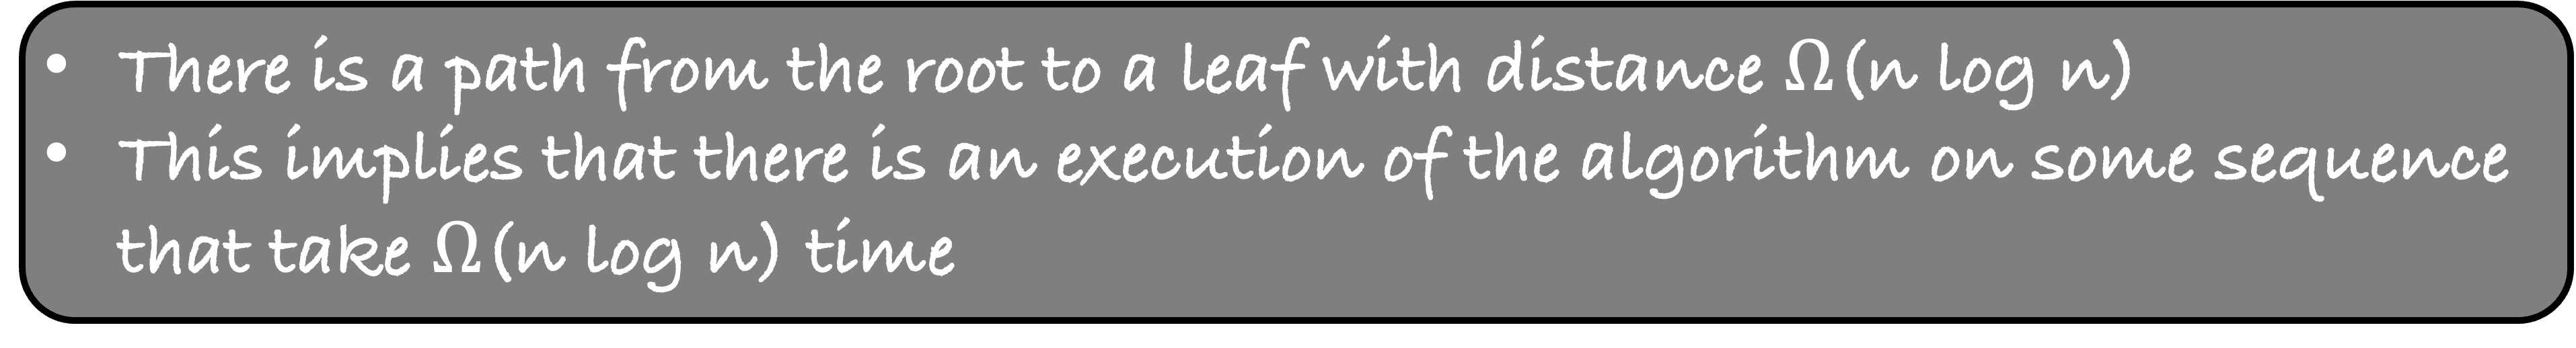 • There is a path from the root to a leaf with distance Ω(n log n)
• This implies that there is an execution of the algorithm on some sequence
that take Ω(n log n) time